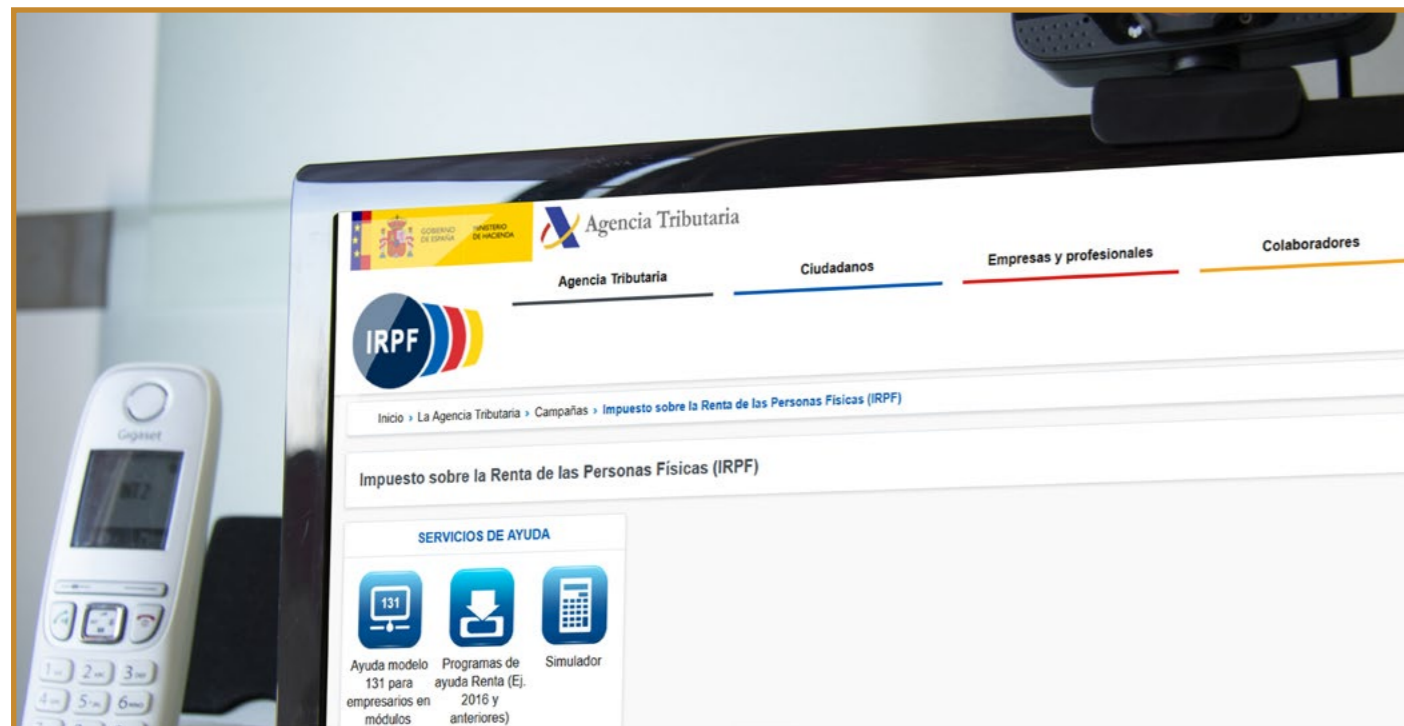 GOBIERNO
DE ESPAÑA
MINISTERIO
DE HACIENDA
Agencia Tributaria
Agencia Tributaria
Ciudadanos
Empresas y profesionales
Colaboradores
IRPF
Inicio › La Agencia Tributaria › Campañas › Impuesto sobre la Renta de las Personas Físicas (IRPF)
Impuesto sobre la Renta de las Personas Físicas (IRPF)
SERVICIOS DE AYUDA
131
Ayuda modelo
131 para
empresarios en
módulos
Programas de
ayuda Renta (Ej.
2016 y
anteriores)
Simulador
Gigaset
INT2
1
2
3
4
5
6